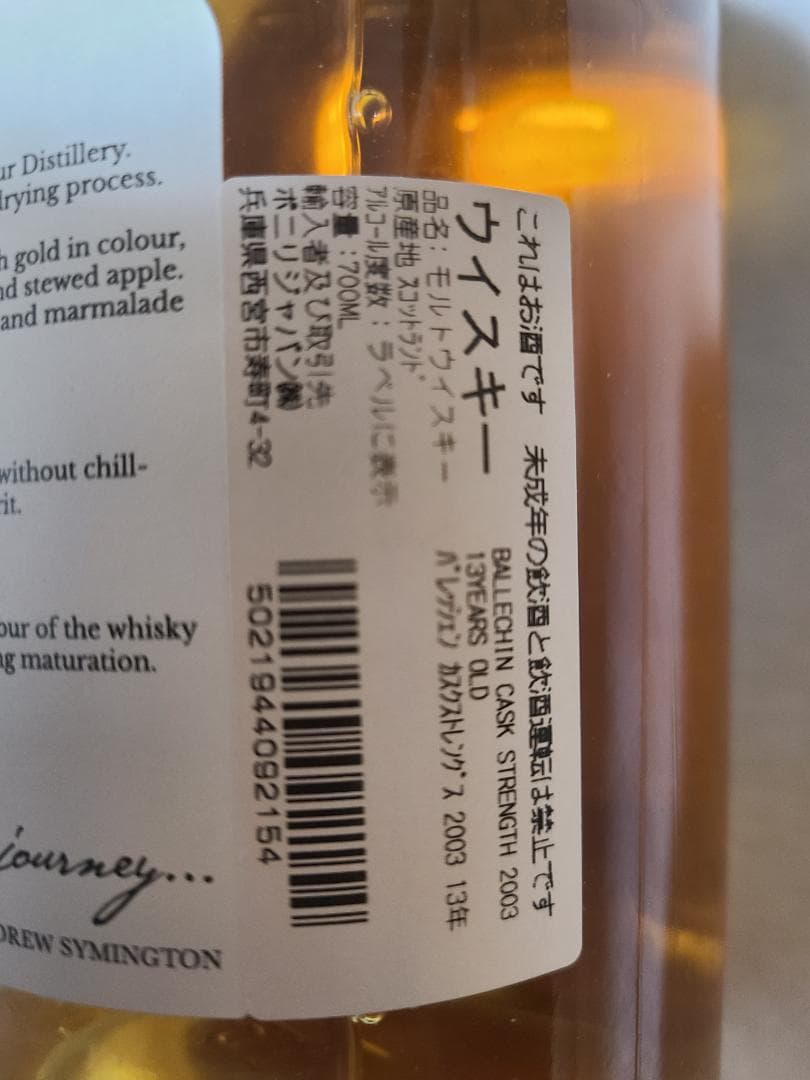 ur Distillery.
drying process.
h gold in colour,
nd stewed apple.
and marmalade
without chill-
rit.
our of the whisky
ng maturation.
journey...
DREW SYMINGTON
これはお酒です 未成年の飲酒と飲酒運転は禁止です
ウイスキー
品名：モルトウイスキー
原産地 ｽｺｯﾄﾗﾝﾄﾞ
ｱﾙｺｰﾙ度数：ラベルに表示
容量：700ML
輸入者及び取引先
ボニリジャパン㈱
兵庫県西宮市寿町4-32
BALLECHIN CASK STRENGTH 2003
13YEARS OLD
ﾊﾞﾚｯﾁｪﾝ ｶｽｸｽﾄﾚﾝｸﾞｽ 2003 13年
5021944092154